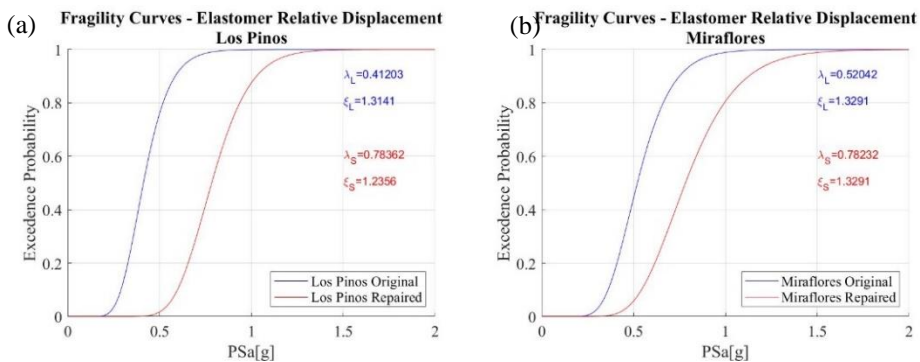 (a)
Fragility Curves - Elastomer Relative Displacement
Los Pinos
1
0.8
0.6
0.4
0.2
0
Excedence Probability
λL=0.41203
ξL=1.3141
λS=0.78362
ξS=1.2356
Los Pinos Original
Los Pinos Repaired
0 0.5 1 1.5 2
PSa[g]
(b)
Fragility Curves - Elastomer Relative Displacement
Miraflores
1
0.8
0.6
0.4
0.2
0
Excedence Probability
λL=0.52042
ξL=1.3291
λS=0.78232
ξS=1.3291
Miraflores Original
Miraflores Repaired
0 0.5 1 1.5 2
PSa[g]